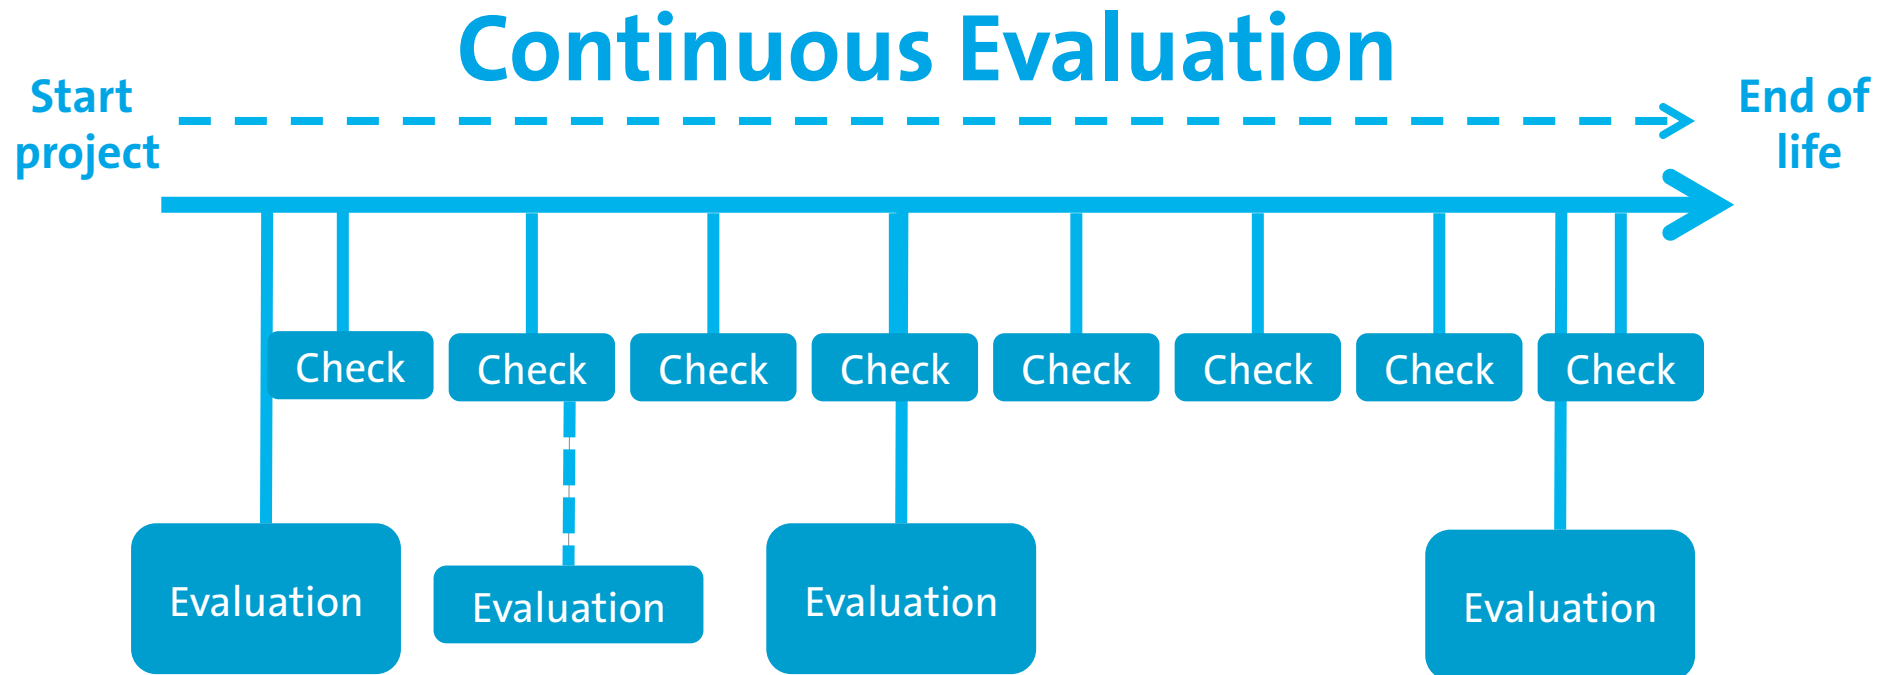 Continuous Evaluation
Start
project
End of
life
Check
Check
Check
Check
Check
Check
Check
Check
Evaluation
Evaluation
Evaluation
Evaluation